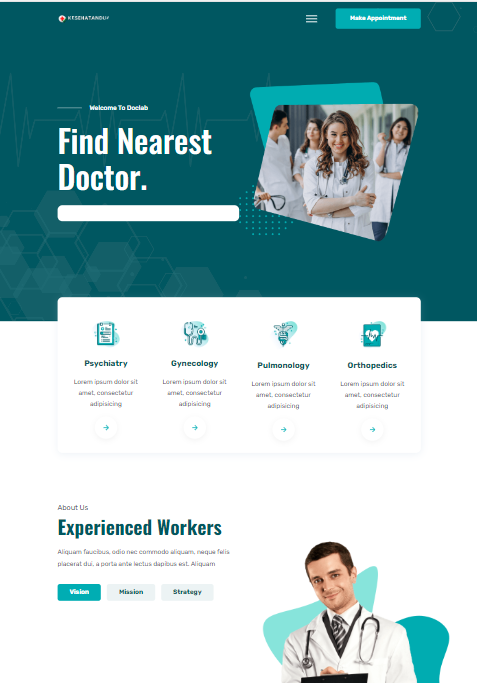 KESEHATANKU
Make Appointment
Welcome To Doclab
Find Nearest
Doctor.
Psychiatry
Gynecology
Pulmonology
Orthopedics
Lorem ipsum dolor sit
amet, consectetur
adipisicing
Lorem ipsum dolor sit
amet, consectetur
adipisicing
Lorem ipsum dolor sit
amet, consectetur
adipisicing
Lorem ipsum dolor sit
amet, consectetur
adipisicing
About Us
Experienced Workers
Aliquam faucibus, odio nec commodo aliquam, neque felis
placerat dui, a porta ante lectus dapibus est. Aliquam
Vision
Mission
Strategy